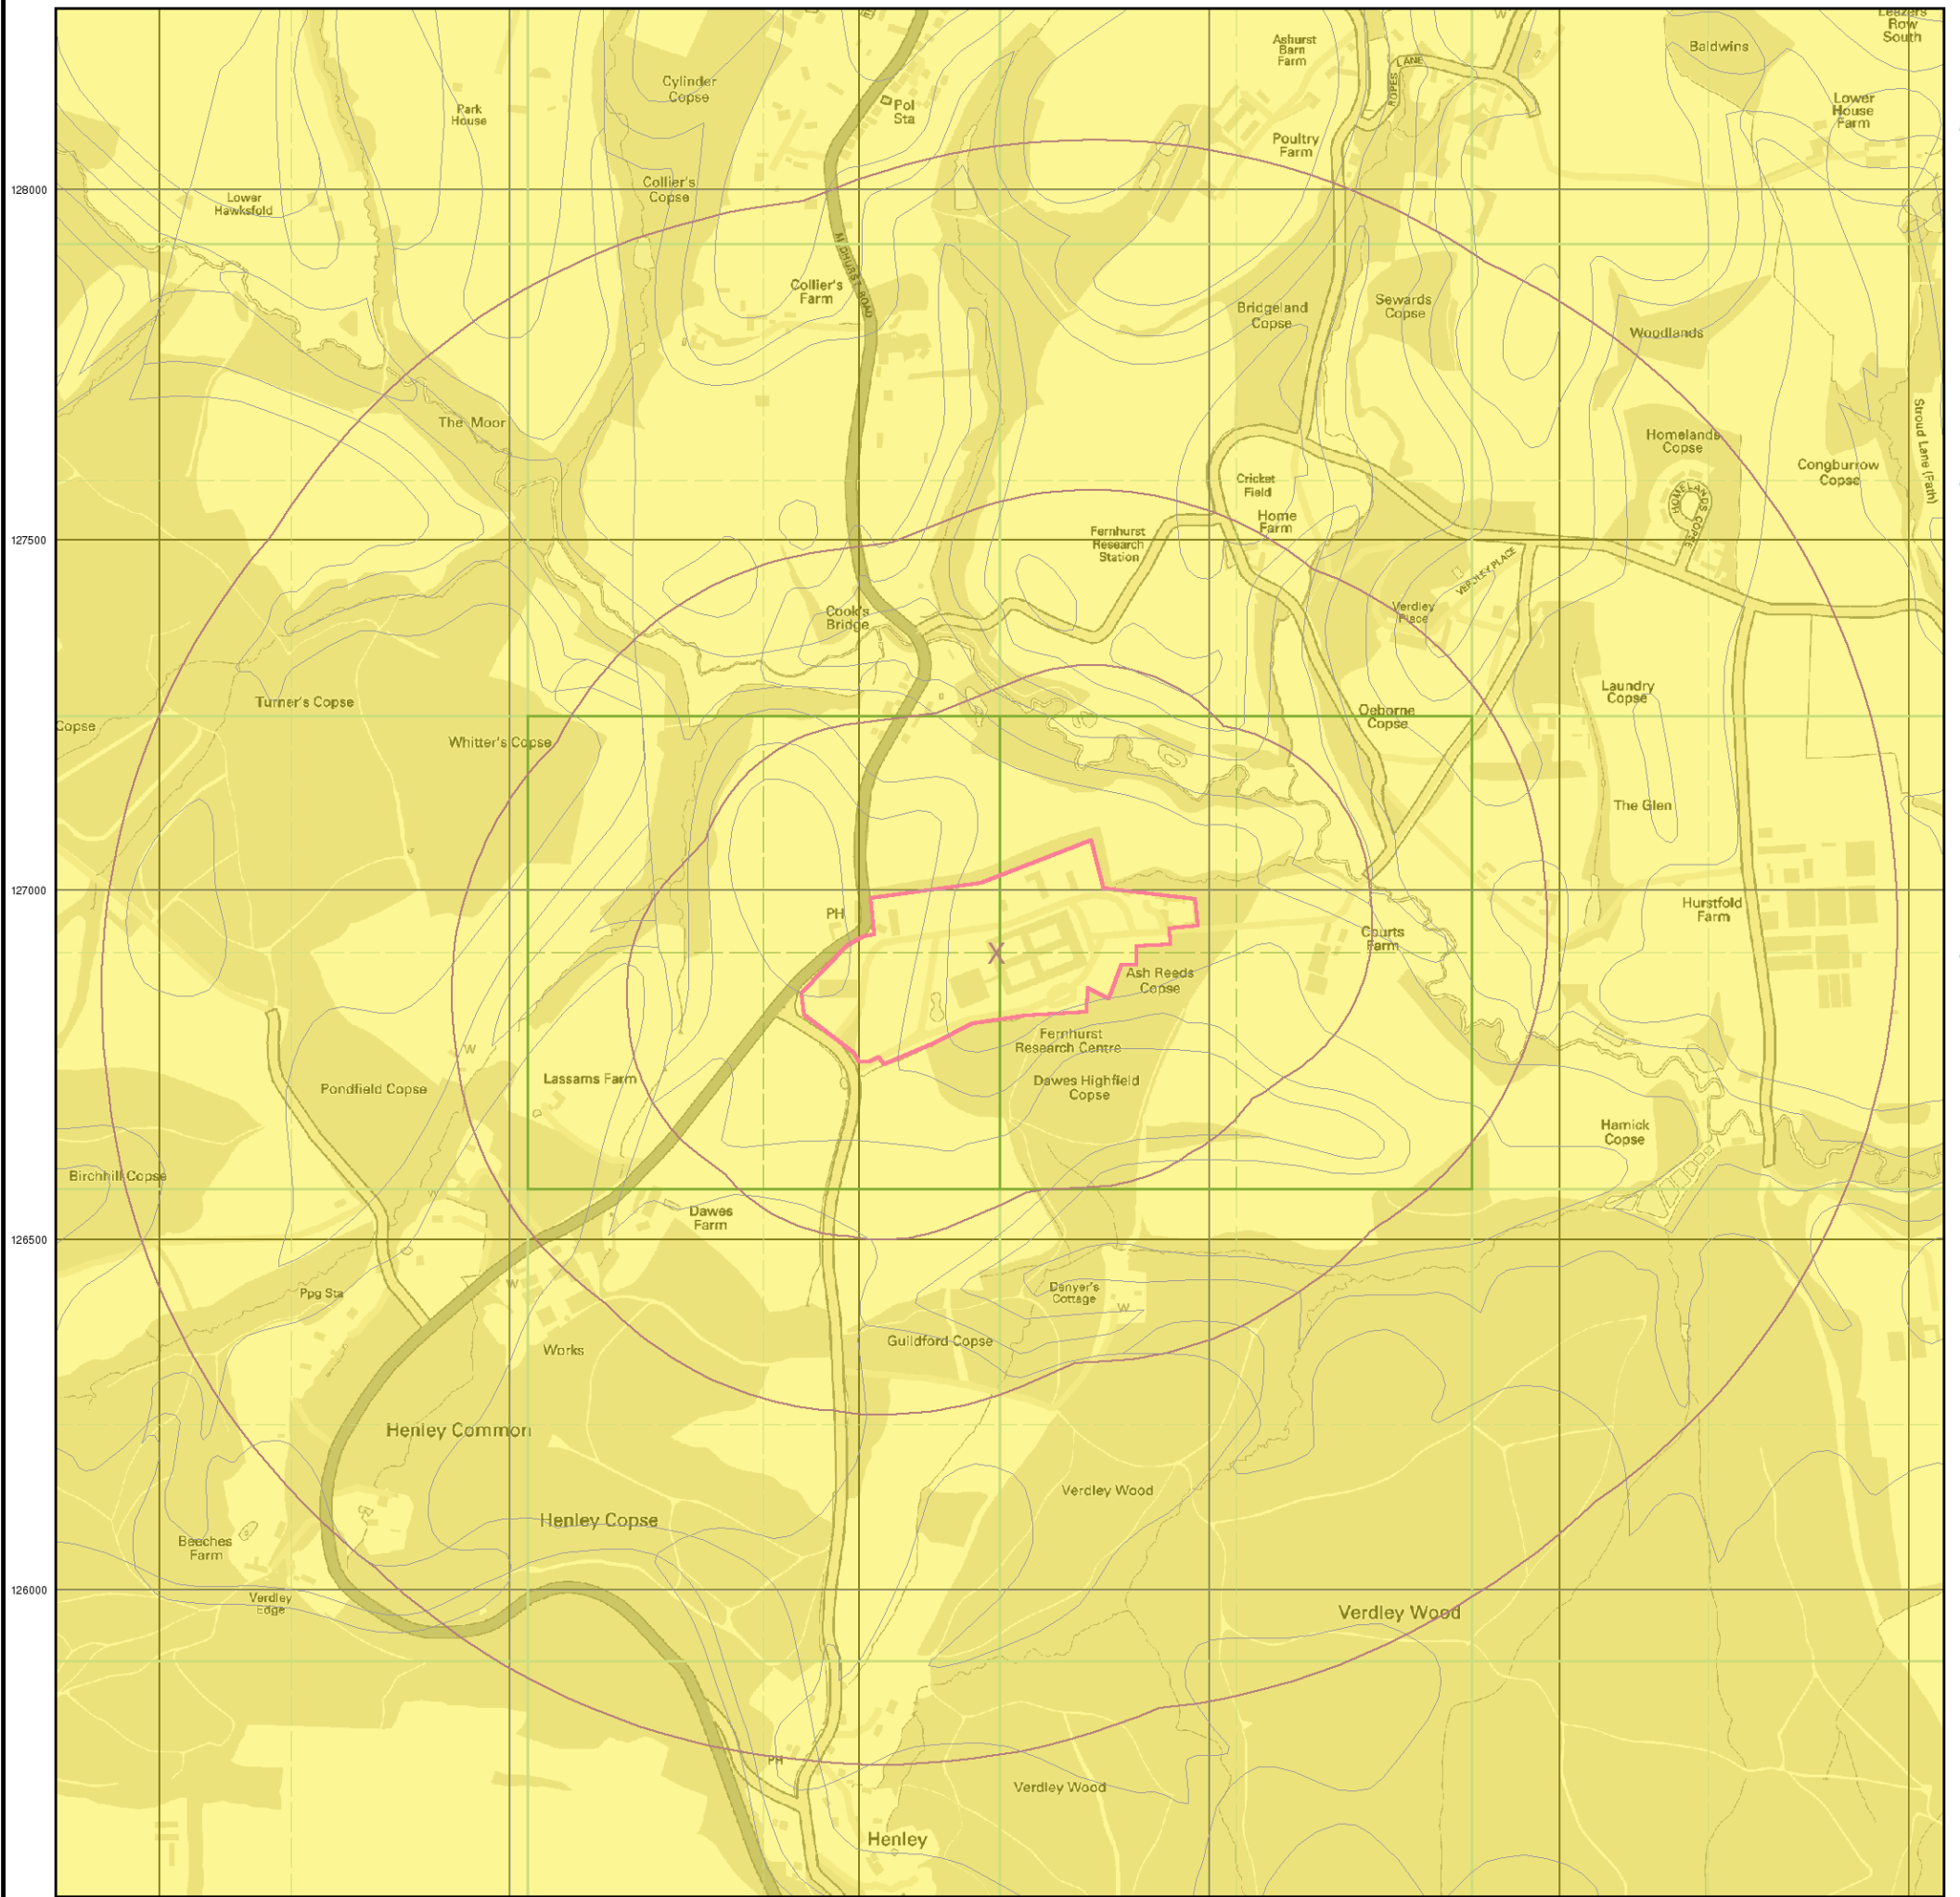 Leezers
Row
South
W
Ashurst
Barn
Farm
Baldwins
LANE
ROPES
Cylinder
Copse
Park
House
Pol
Sta
Lower
House
Farm
Poultry
Farm
128000
Collier's
Copse
Lower
Hawksfold
MIDHURST ROAD
Collier's
Farm
Bridgeland
Copse
Sewards
Copse
Woodlands
The Moor
Homelands
Copse
Congburrow
Copse
Stroud Lane (Path)
Cricket
Field
HOMELANDS COPSE
Home
Farm
127500
Fernhurst
Research
Station
VERDLEY PLACE
Cook's
Bridge
Verdley
Place
Turner's Copse
Laundry
Copse
Copse
Whitter's Copse
Osborne
Copse
The Glen
127000
PH
Hurstfold
Farm
X
Courts
Farm
Ash Reeds
Copse
Fernhurst
Research Centre
W
Lassams Farm
Pondfield Copse
Dawes Highfield
Copse
Hamick
Copse
Birchhill Copse
W
Dawes
Farm
126500
Ppg Sta
W
Denyer's
Cottage
W
Works
Guildford Copse
Henley Common
Verdley Wood
Henley Copse
Beeches
Farm
126000
Verdley
Edge
Verdley Wood
PH
Verdley Wood
Henley